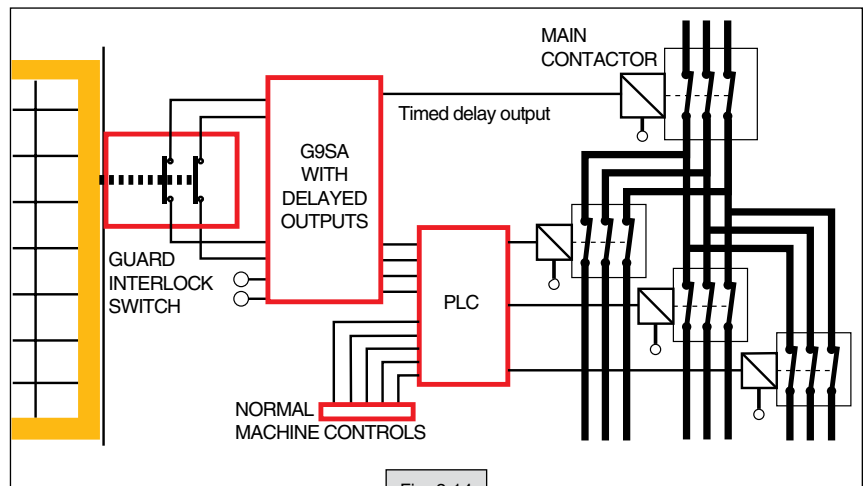 MAIN
CONTACTOR
Timed delay output
G9SA
WITH
DELAYED
OUTPUTS
GUARD
INTERLOCK
SWITCH
PLC
NORMAL
MACHINE CONTROLS